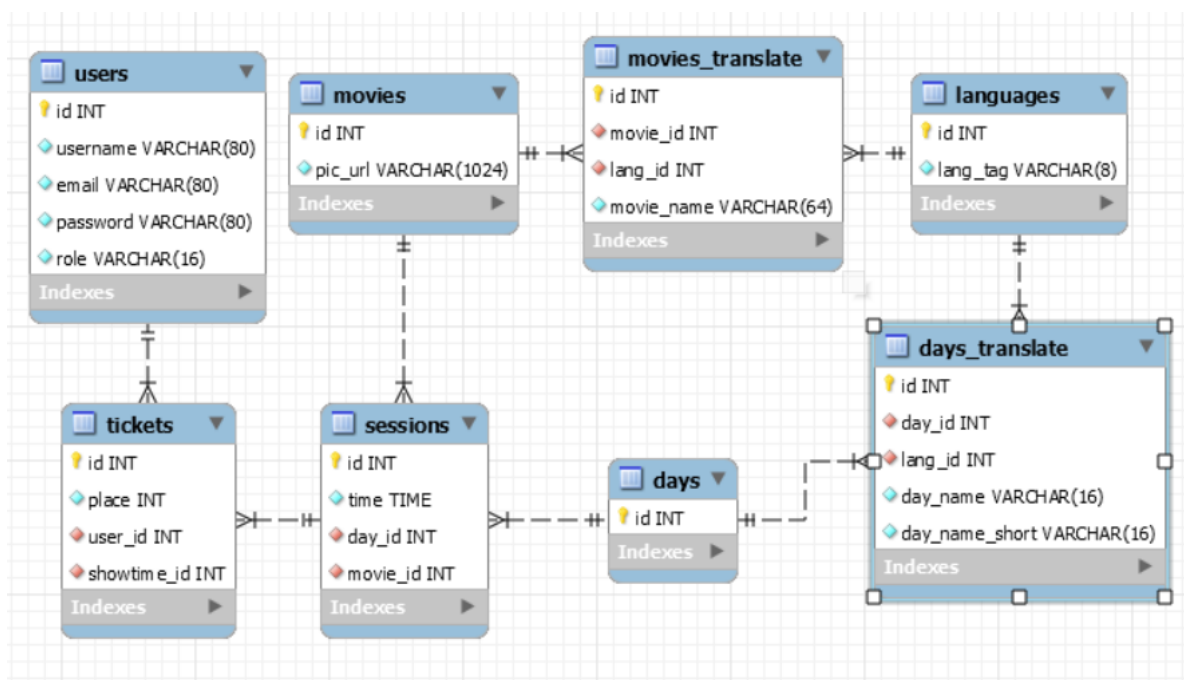 users
id INT
username VARCHAR(80)
email VARCHAR(80)
password VARCHAR(80)
role VARCHAR(16)
Indexes
movies
id INT
pic_url VARCHAR(1024)
Indexes
movies_translate
id INT
movie_id INT
lang_id INT
movie_name VARCHAR(64)
Indexes
languages
id INT
lang_tag VARCHAR(8)
Indexes
tickets
id INT
place INT
user_id INT
showtime_id INT
Indexes
sessions
id INT
time TIME
day_id INT
movie_id INT
Indexes
days
id INT
Indexes
days_translate
id INT
day_id INT
lang_id INT
day_name VARCHAR(16)
day_name_short VARCHAR(16)
Indexes